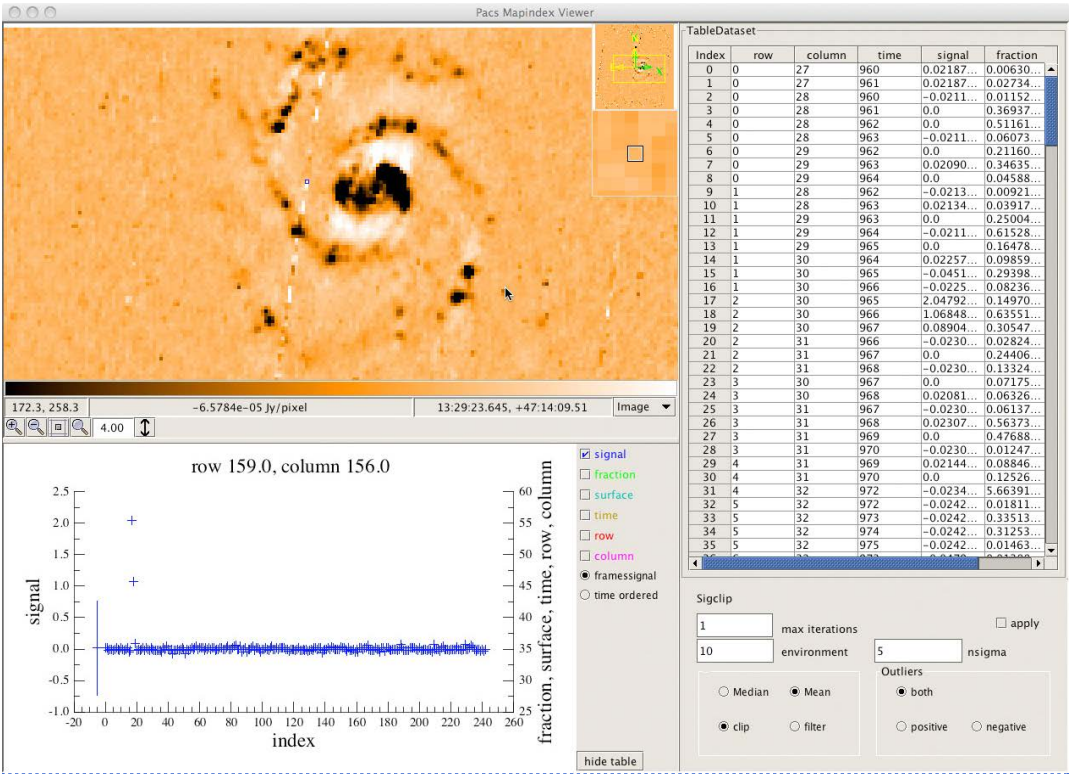 Pacs Mapindex Viewer
Y
X
172.3, 258.3 -6.5784e-05 Jy/pixel 13:29:23.645, +47:14:09.51 Image
4.00
row 159.0, column 156.0
signal
2.5
2.0
1.5
1.0
0.5
0.0
-0.5
-1.0
-20 0 20 40 60 80 100 120 140 160 180 200 220 240 260
index
60
55
50
45
40
35
30
25
fraction, surface, time, row, column
signal
fraction
surface
time
row
column
framessignal
time ordered
hide table
TableDataset
Index row column time signal fraction
0 0 27 960 0.02187... 0.00630...
1 0 27 961 0.02187... 0.02734...
2 0 28 960 -0.0211... 0.01152...
3 0 28 961 0.0 0.36937...
4 0 28 962 0.0 0.51161...
5 0 28 963 -0.0211... 0.06073...
6 0 29 962 0.0 0.21160...
7 0 29 963 0.02090... 0.34635...
8 0 29 964 0.0 0.04588...
9 1 28 962 -0.0213... 0.00921...
10 1 28 963 0.02134... 0.03917...
11 1 29 963 0.0 0.25004...
12 1 29 964 -0.0211... 0.61528...
13 1 29 965 0.0 0.16478...
14 1 30 964 0.02257... 0.09859...
15 1 30 965 -0.0451... 0.29398...
16 1 30 966 -0.0225... 0.08236...
17 2 30 965 2.04792... 0.14970...
18 2 30 966 1.06848... 0.63551...
19 2 30 967 0.08904... 0.30547...
20 2 31 966 -0.0230... 0.02824...
21 2 31 967 0.0 0.24406...
22 2 31 968 -0.0230... 0.13324...
23 3 30 967 0.0 0.07175...
24 3 30 968 0.02081... 0.06326...
25 3 31 967 -0.0230... 0.06137...
26 3 31 968 0.02307... 0.56373...
27 3 31 969 0.0 0.47688...
28 3 31 970 -0.0230... 0.01247...
29 4 31 969 0.02144... 0.08846...
30 4 31 970 0.0 0.12526...
31 4 32 972 -0.0234... 5.66391...
32 5 32 972 -0.0242... 0.01811...
33 5 32 973 -0.0242... 0.33513...
34 5 32 974 -0.0242... 0.31253...
35 5 32 975 -0.0242... 0.01463...
Sigclip
1 max iterations apply
10 environment 5 nsigma
Median Mean
clip filter
Outliers
both
positive negative